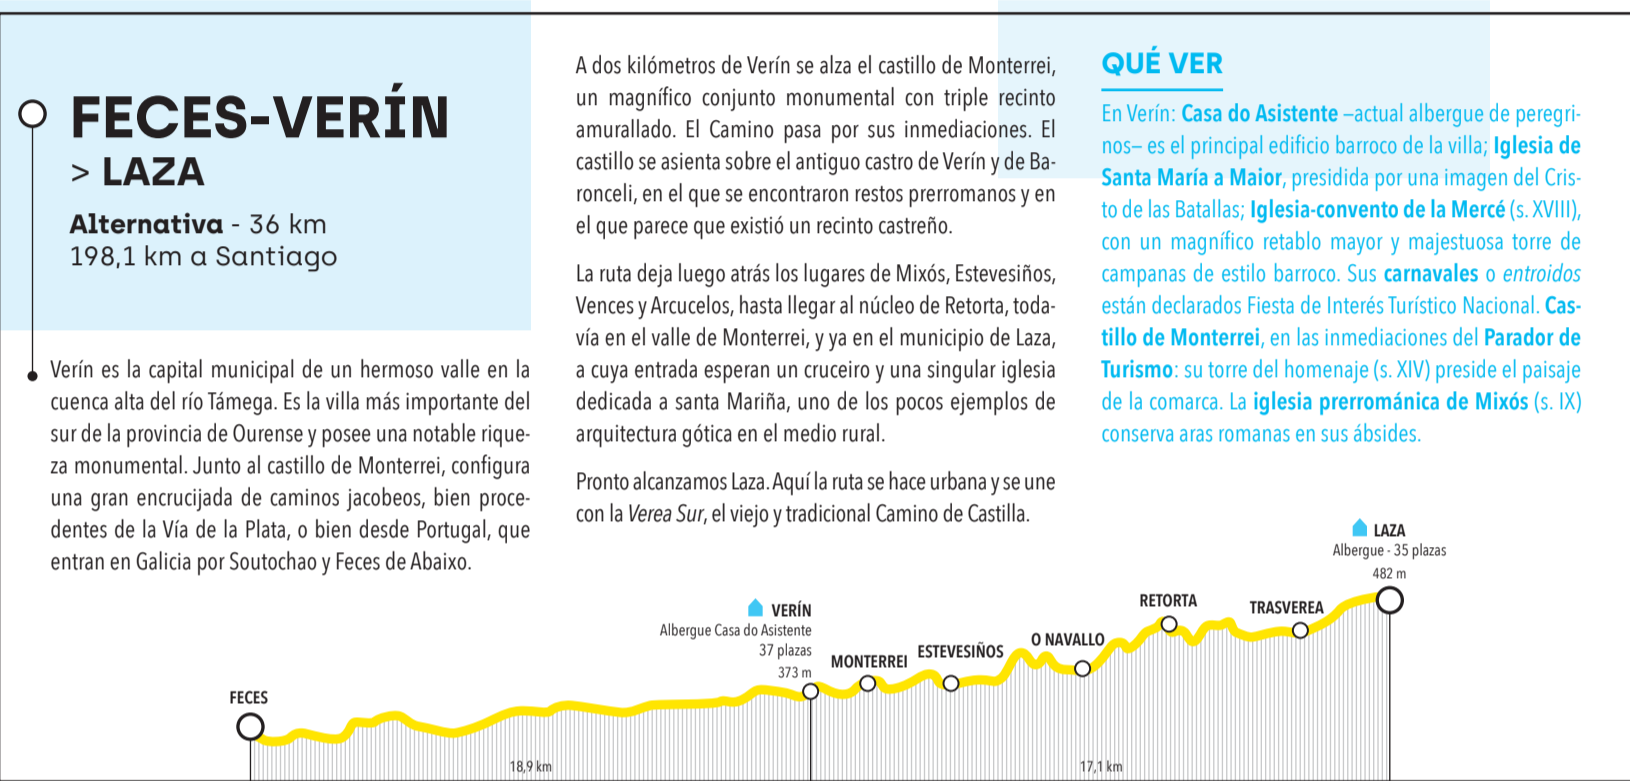 FECES-VERÍN
> LAZA
Alternativa - 36 km
198,1 km a Santiago
Verín es la capital municipal de un hermoso valle en la
cuenca alta del río Támega. Es la villa más importante del
sur de la provincia de Ourense y posee una notable rique-
za monumental. Junto al castillo de Monterrei, configura
una gran encrucijada de caminos jacobeos, bien proce-
dentes de la Vía de la Plata, o bien desde Portugal, que
entran en Galicia por Soutochao y Feces de Abaixo.
A dos kilómetros de Verín se alza el castillo de Monterrei,
un magnífico conjunto monumental con triple recinto
amurallado. El Camino pasa por sus inmediaciones. El
castillo se asienta sobre el antiguo castro de Verín y de Ba-
ronceli, en el que se encontraron restos prerromanos y en
el que parece que existió un recinto castreño.
La ruta deja luego atrás los lugares de Mixós, Estevesiños,
Vences y Arcucelos, hasta llegar al núcleo de Retorta, toda-
vía en el valle de Monterrei, y ya en el municipio de Laza,
a cuya entrada esperan un cruceiro y una singular iglesia
dedicada a santa Mariña, uno de los pocos ejemplos de
arquitectura gótica en el medio rural.
Pronto alcanzamos Laza. Aquí la ruta se hace urbana y se une
con la Verea Sur, el viejo y tradicional Camino de Castilla.
QUÉ VER
En Verín: Casa do Asistente –actual albergue de peregri-
nos– es el principal edificio barroco de la villa; Iglesia de
Santa María a Maior, presidida por una imagen del Cris-
to de las Batallas; Iglesia-convento de la Mercé (s. XVIII),
con un magnífico retablo mayor y majestuosa torre de
campanas de estilo barroco. Sus carnavales o entroidos
están declarados Fiesta de Interés Turístico Nacional. Cas-
tillo de Monterrei, en las inmediaciones del Parador de
Turismo: su torre del homenaje (s. XIV) preside el paisaje
de la comarca. La iglesia prerrománica de Mixós (s. IX)
conserva aras romanas en sus ábsides.
FECES
18,9 km
VERÍN
Albergue Casa do Asistente
37 plazas
373 m
MONTERREI
ESTEVESIÑOS
O NAVALLO
RETORTA
TRASVEREA
17,1 km
LAZA
Albergue - 35 plazas
482 m